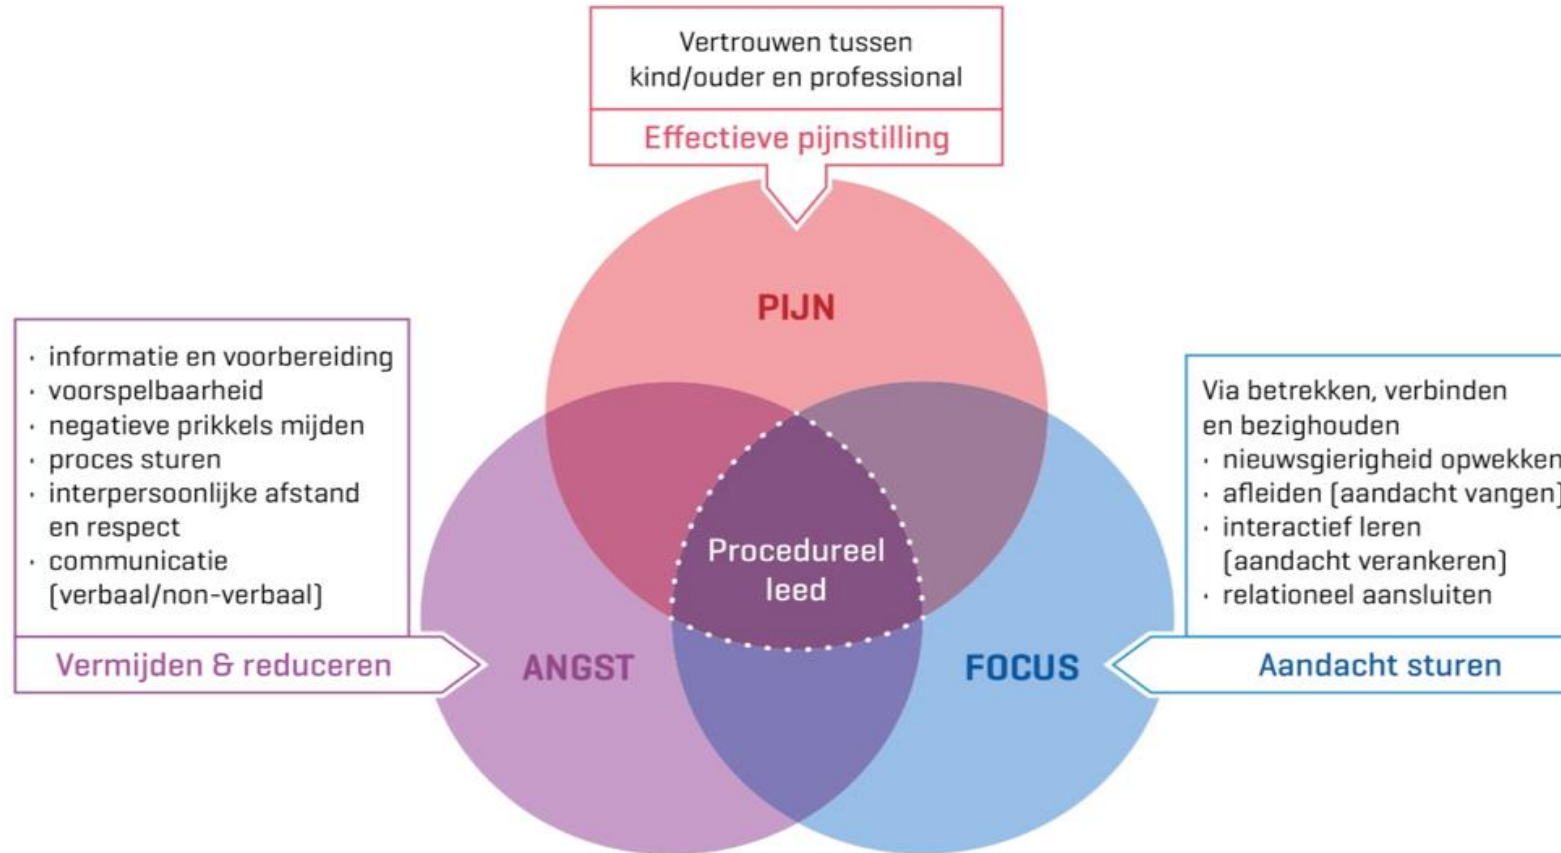 Vertrouwen tussen
kind/ouder en professional
Effectieve pijnstilling
PIJN
· informatie en voorbereiding
· voorspelbaarheid
· negatieve prikkels mijden
· proces sturen
· interpersoonlijke afstand
en respect
· communicatie
(verbaal/non-verbaal)
Vermijden & reduceren
ANGST
Procedureel
leed
FOCUS
Via betrekken, verbinden
en bezighouden
· nieuwsgierigheid opwekken
· afleiden (aandacht vangen)
· interactief leren
(aandacht verankeren)
· relationeel aansluiten
Aandacht sturen